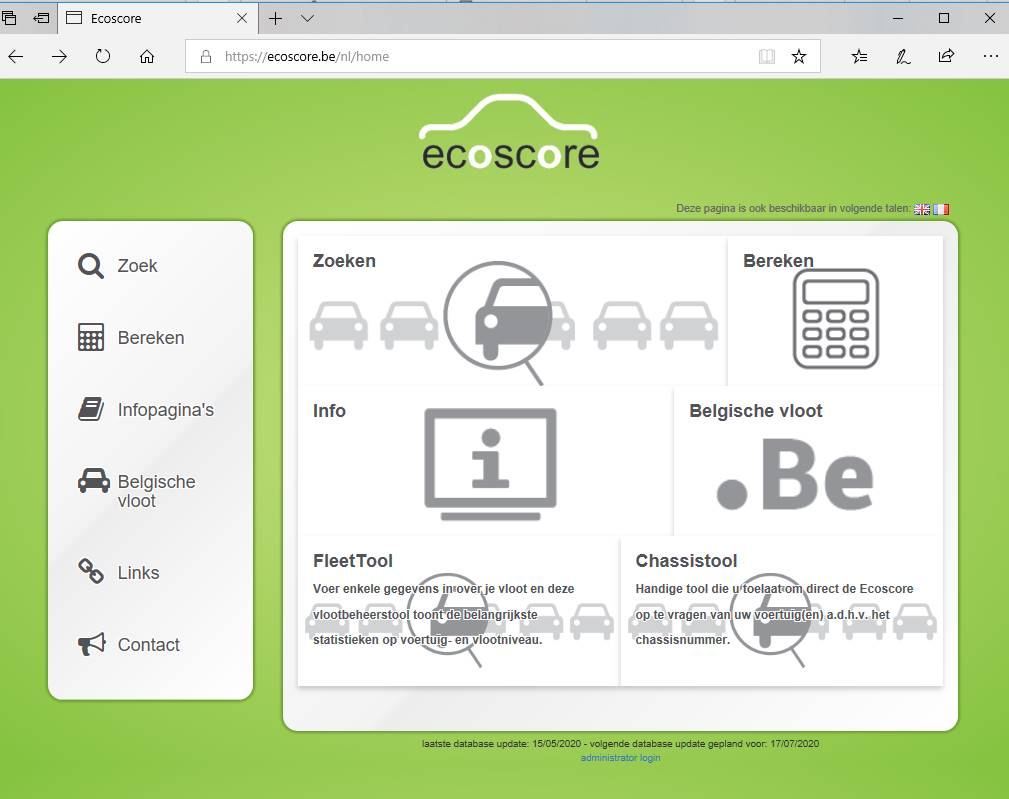 Ecoscore
https://ecoscore.be/nl/home
ecoscore
Deze pagina is ook beschikbaar in volgende talen:
Zoek
Bereken
Infopagina's
Belgische
vloot
Links
Contact
Zoeken
Bereken
Info
i
Belgische vloot
.Be
FleetTool
Voer enkele gegevens in over je vloot en deze
vlootbeheerstool toont de belangrijkste
statistieken op voertuig- en vlootniveau.
Chassistool
Handige tool die u toelaat om direct de Ecoscore
op te vragen van uw voertuig(en) a.d.h.v. het
chassisnummer.
laatste database update: 15/05/2020 - volgende database update gepland voor: 17/07/2020
administrator login